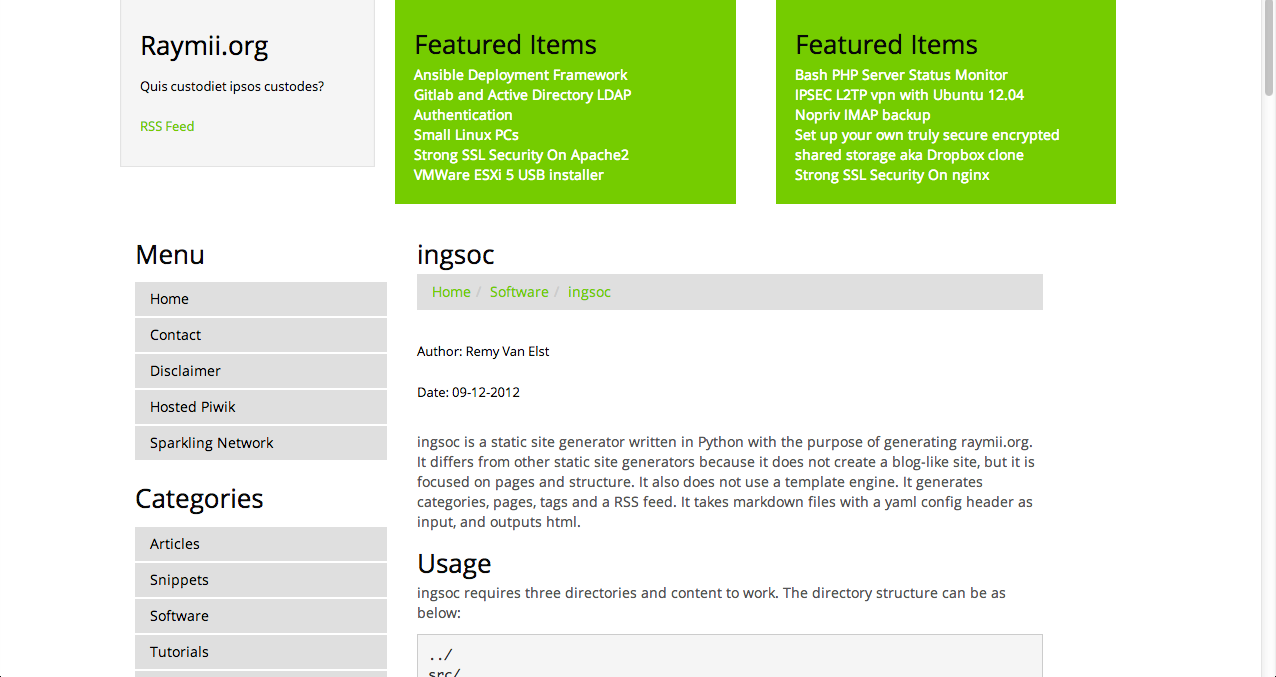 Raymii.org
Quis custodiet ipsos custodes?
RSS Feed
Featured Items
Ansible Deployment Framework
Gitlab and Active Directory LDAP
Authentication
Small Linux PCs
Strong SSL Security On Apache2
VMWare ESXi 5 USB installer
Featured Items
Bash PHP Server Status Monitor
IPSEC L2TP vpn with Ubuntu 12.04
Nopriv IMAP backup
Set up your own truly secure encrypted
shared storage aka Dropbox clone
Strong SSL Security On nginx
Menu
Home
Contact
Disclaimer
Hosted Piwik
Sparkling Network
Categories
Articles
Snippets
Software
Tutorials
ingsoc
Home / Software / ingsoc
Author: Remy Van Elst
Date: 09-12-2012
ingsoc is a static site generator written in Python with the purpose of generating raymii.org.
It differs from other static site generators because it does not create a blog-like site, but it is
focused on pages and structure. It also does not use a template engine. It generates
categories, pages, tags and a RSS feed. It takes markdown files with a yaml config header as
input, and outputs html.
Usage
ingsoc requires three directories and content to work. The directory structure can be as
below:
../
src/